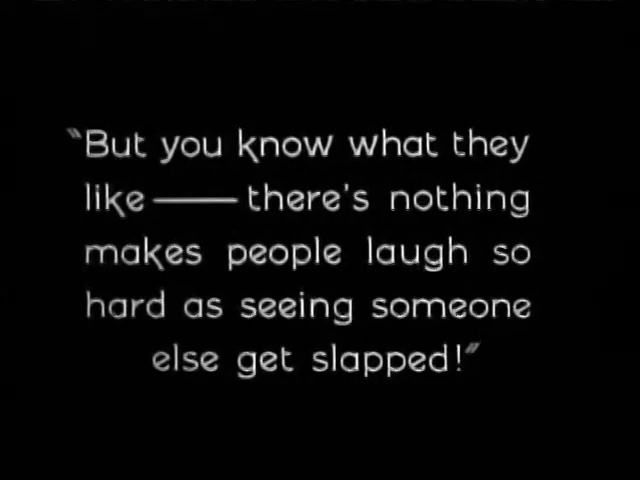 "But you know what they
like — there's nothing
makes people laugh so
hard as seeing someone
else get slapped!"